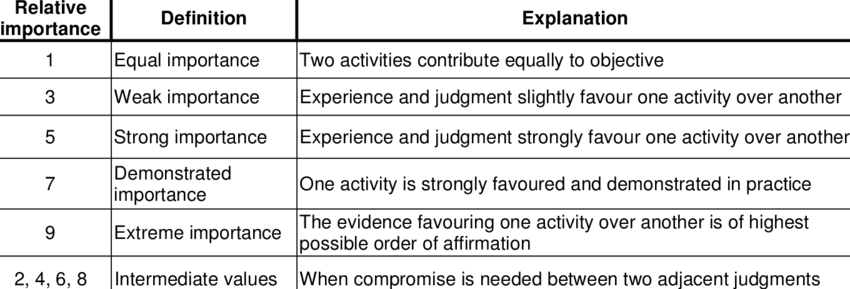 Relative importance Definition Explanation
1 Equal importance Two activities contribute equally to objective
3 Weak importance Experience and judgment slightly favour one activity over another
5 Strong importance Experience and judgment strongly favour one activity over another
7 Demonstrated importance One activity is strongly favoured and demonstrated in practice
9 Extreme importance The evidence favouring one activity over another is of highest possible order of affirmation
2, 4, 6, 8 Intermediate values When compromise is needed between two adjacent judgments